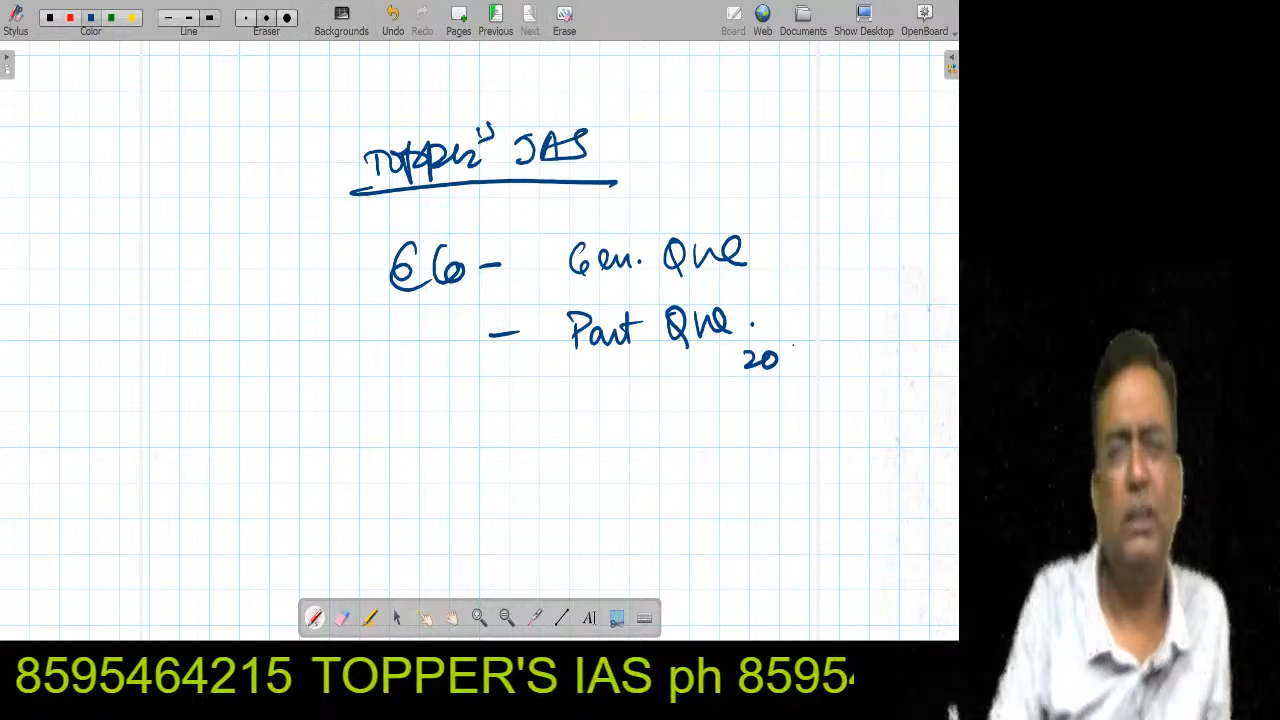 Stylus Color Line Eraser Backgrounds Undo Redo Pages Previous Next Erase Board Web Documents Show Desktop OpenBoard
TOPPER'S IAS
66 - Gen. Que
- Part Que.
20
8595464215 TOPPER'S IAS ph 85954